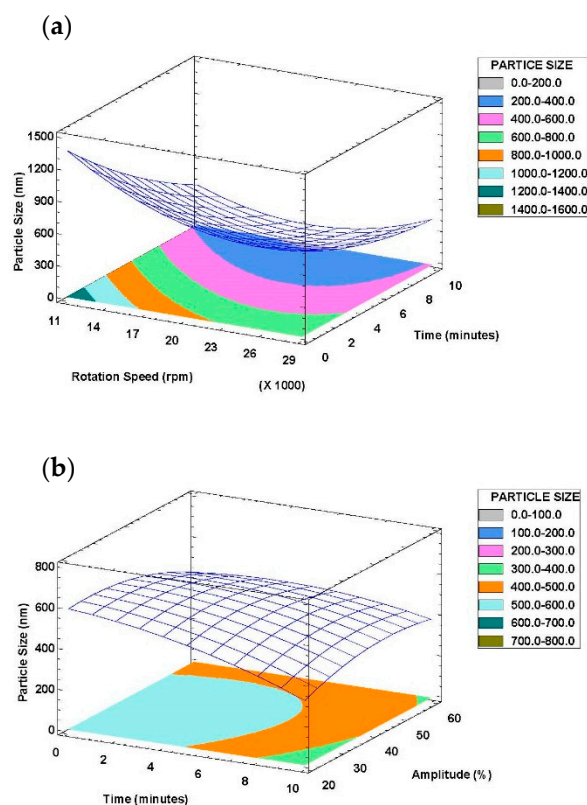 (a)
PARTICE SIZE
0.0-200.0
200.0-400.0
400.0-600.0
600.0-800.0
800.0-1000.0
1000.0-1200.0
1200.0-1400.0
1400.0-1600.0
Particle Size (nm)
1500
1200
900
600
300
0
11 14 17 20 23 26 29
Rotation Speed (rpm)
(X 1000)
0 2 4 6 8 10
Time (minutes)
(b)
PARTICLE SIZE
0.0-100.0
100.0-200.0
200.0-300.0
300.0-400.0
400.0-500.0
500.0-600.0
600.0-700.0
700.0-800.0
Particle Size (nm)
800
600
400
200
0
0 2 4 6 8 10
Time (minutes)
20 30 40 50 60
Amplitude (%)